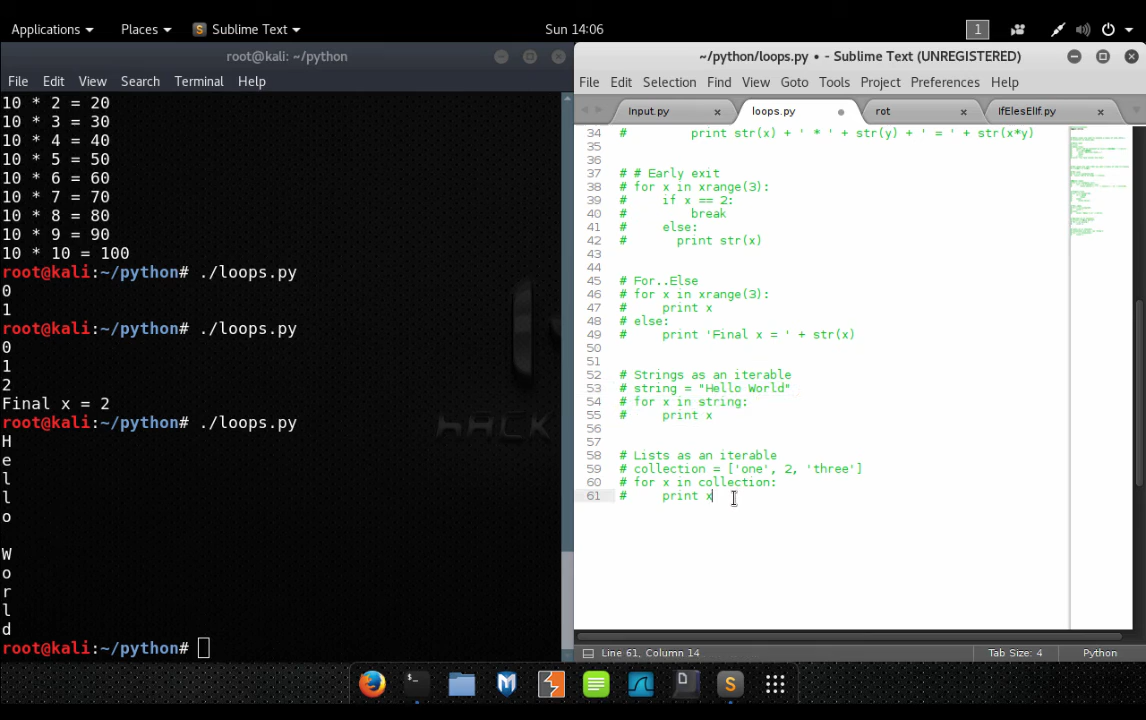 Applications Places Sublime Text Sun 14:06 1
root@kali: ~/python
File Edit View Search Terminal Help
10 * 2 = 20
10 * 3 = 30
10 * 4 = 40
10 * 5 = 50
10 * 6 = 60
10 * 7 = 70
10 * 8 = 80
10 * 9 = 90
10 * 10 = 100
root@kali:~/python# ./loops.py
0
1
root@kali:~/python# ./loops.py
0
1
2
Final x = 2
root@kali:~/python# ./loops.py
H
e
l
l
o
W
o
r
l
d
root@kali:~/python#
HACK
~/python/loops.py • - Sublime Text (UNREGISTERED)
File Edit Selection Find View Goto Tools Project Preferences Help
Input.py loops.py rot IfElesElIf.py
34 #         print str(x) + ' * ' + str(y) + ' = ' + str(x*y)
35
36
37 # # Early exit
38 # for x in xrange(3):
39 #     if x == 2:
40 #         break
41 #     else:
42 #       print str(x)
43
44
45 # For..Else
46 # for x in xrange(3):
47 #     print x
48 # else:
49 #     print 'Final x = ' + str(x)
50
51
52 # Strings as an iterable
53 # string = "Hello World"
54 # for x in string:
55 #     print x
56
57
58 # Lists as an iterable
59 # collection = ['one', 2, 'three']
60 # for x in collection:
61 #     print x
Line 61, Column 14 Tab Size: 4 Python